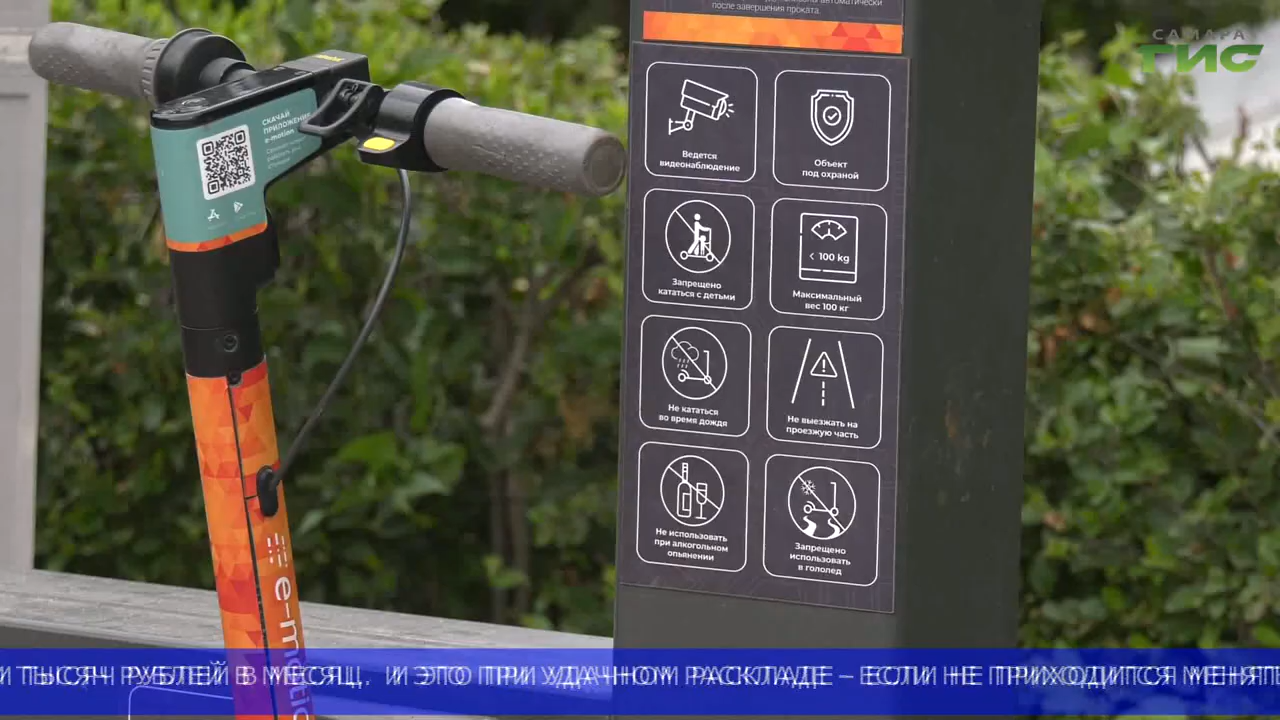 автоматически
после завершения проката.
САМАРА
ГИС
СКАЧАЙ
ПРИЛОЖЕНИЕ
e-motion
Ведется
видеонаблюдение
Объект
под охраной
Запрещено
кататься с детьми
< 100 kg
Максимальный
вес 100 кг
Не кататься
во время дождя
Не выезжать на
проезжую часть
Не использовать
при алкогольном
опьянении
Запрещено
использовать
в гололед
e-motio
И ТЫСЯЧ РУБЛЕЙ В МЕСЯЦ. И ЭТО ПРИ УДАЧНОМ РАСКЛАДЕ – ЕСЛИ НЕ ПРИХОДИТСЯ МЕНЯТЬ